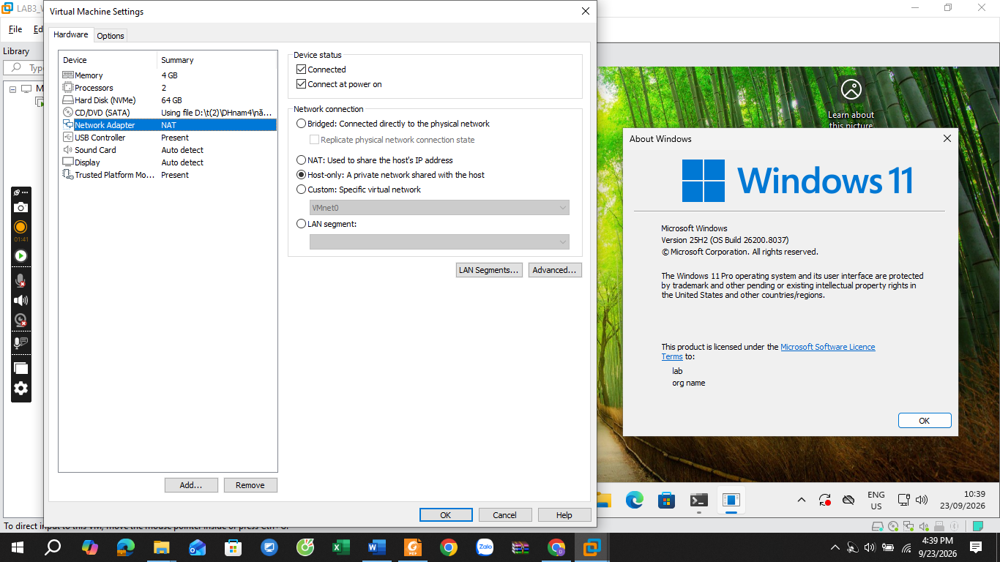 LAB3_W
Virtual Machine Settings
File
Ed
Hardware
Options
Library
Type
M
Device
Summary
Memory
4 GB
Processors
2
Hard Disk (NVMe)
64 GB
CD/DVD (SATA)
Using file D:\t(2)\DHnam4\nă...
Network Adapter
NAT
USB Controller
Present
Sound Card
Auto detect
Display
Auto detect
Trusted Platform Mo...
Present
Add...
Remove
Device status
Connected
Connect at power on
Network connection
Bridged: Connected directly to the physical network
Replicate physical network connection state
NAT: Used to share the host's IP address
Host-only: A private network shared with the host
Custom: Specific virtual network
VMnet0
LAN segment:
LAN Segments...
Advanced...
OK
Cancel
Help
01:41
Learn about
this picture
About Windows
Windows 11
Microsoft Windows
Version 25H2 (OS Build 26200.8037)
© Microsoft Corporation. All rights reserved.
The Windows 11 Pro operating system and its user interface are protected
by trademark and other pending or existing intellectual property rights in
the United States and other countries/regions.
This product is licensed under the Microsoft Software Licence
Terms to:
lab
org name
OK
ENG
US
10:39
23/09/2026
To direct input to this VM, move the mouse pointer inside or press Ctrl+G.
Zalo
PDF
4:39 PM
9/23/2026